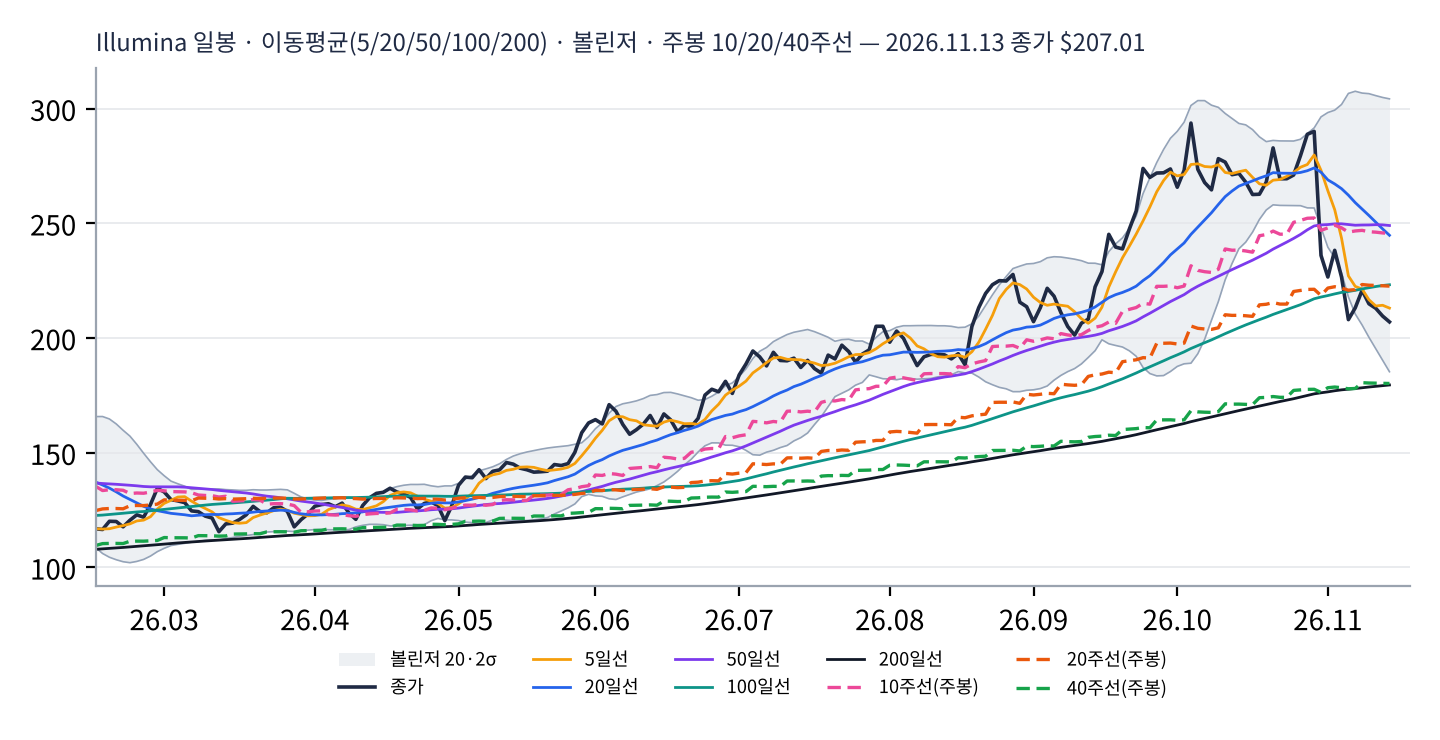 Illumina 일봉 · 이동평균(5/20/50/100/200) · 볼린저 · 주봉 10/20/40주선 — 2026.11.13 종가 $207.01
300
250
200
150
100
26.03 26.04 26.05 26.06 26.07 26.08 26.09 26.10 26.11
볼린저 20·2σ 5일선 50일선 200일선 20주선(주봉)
종가 20일선 100일선 10주선(주봉) 40주선(주봉)